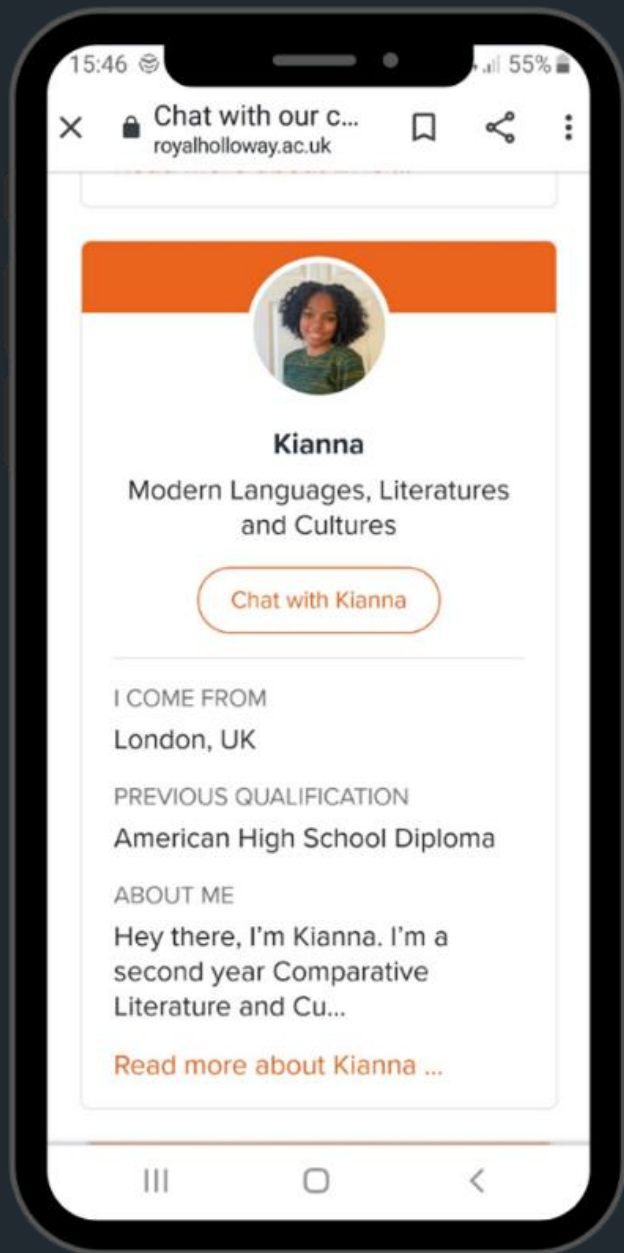 15:46 55%
Chat with our c...
royalholloway.ac.uk
Kianna
Modern Languages, Literatures
and Cultures
Chat with Kianna
I COME FROM
London, UK
PREVIOUS QUALIFICATION
American High School Diploma
ABOUT ME
Hey there, I'm Kianna. I'm a
second year Comparative
Literature and Cu...
Read more about Kianna ...